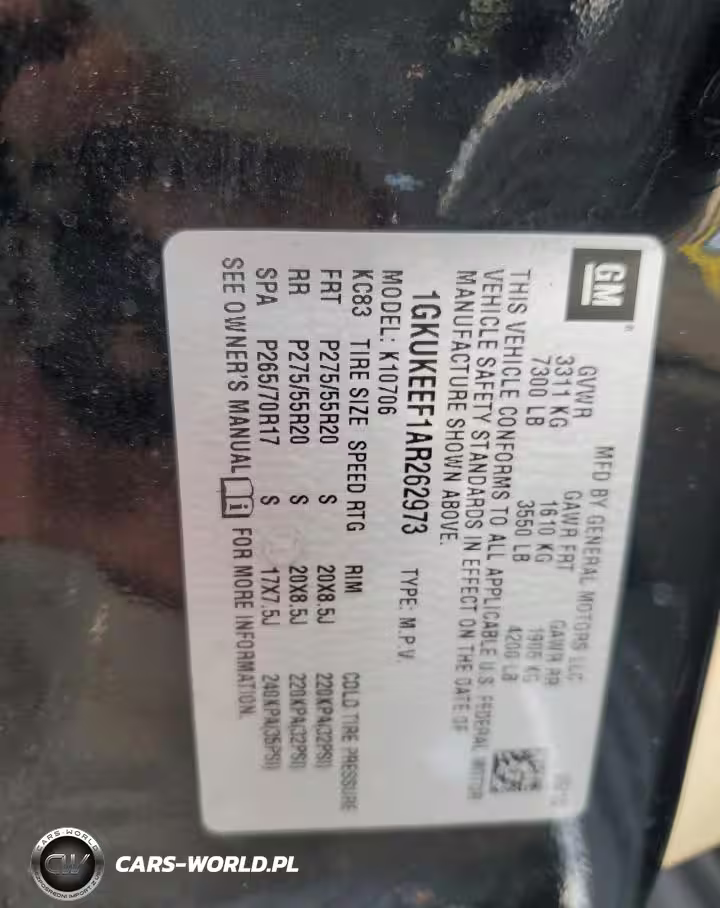 GM
MFD BY GENERAL MOTORS LLC
GVWR GAWR FRT GAWR RR
3311 KG 1610 KG 1905 KG
7300 LB 3550 LB 4200 LB
THIS VEHICLE CONFORMS TO ALL APPLICABLE U.S. FEDERAL MOTOR
VEHICLE SAFETY STANDARDS IN EFFECT ON THE DATE OF
MANUFACTURE SHOWN ABOVE.
1GKUKEEF1AR262973 TYPE: M.P.V.
MODEL: K10706
KC83 TIRE SIZE SPEED RTG RIM COLD TIRE PRESSURE
FRT P275/55R20 S 20X8.5J 220KPA(32PSI)
RR P275/55R20 S 20X8.5J 220KPA(32PSI)
SPA P265/70R17 S 17X7.5J 240KPA(35PSI)
SEE OWNER'S MANUAL i FOR MORE INFORMATION.
CARS-WORLD
CW
CARS-WORLD.PL